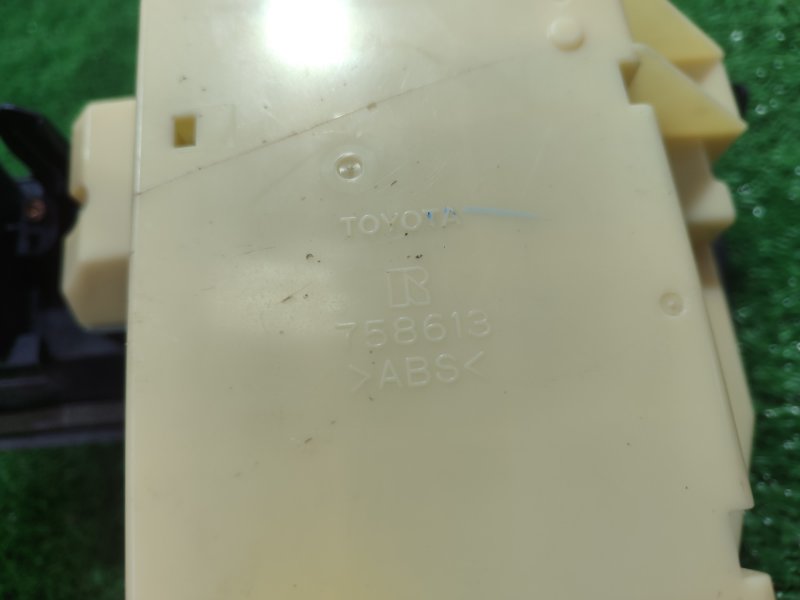 TOYOTA
R
758613
>ABS<